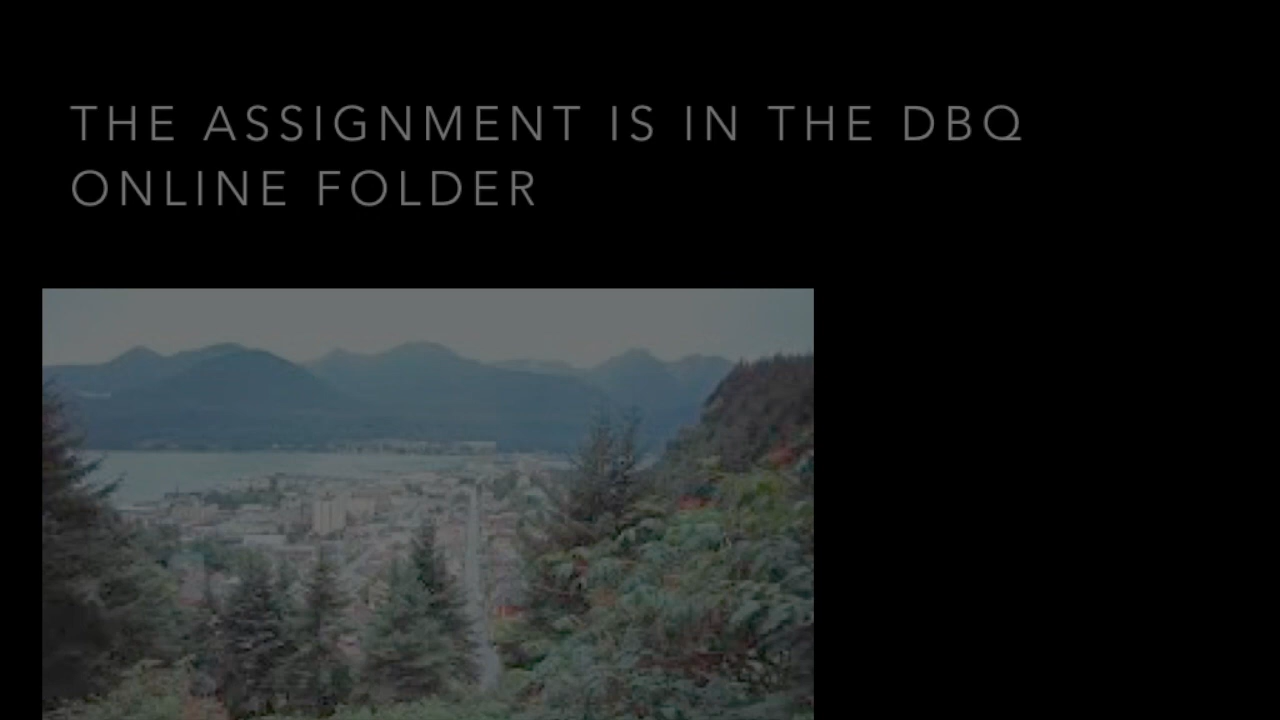 THE ASSIGNMENT IS IN THE DBQ
ONLINE FOLDER